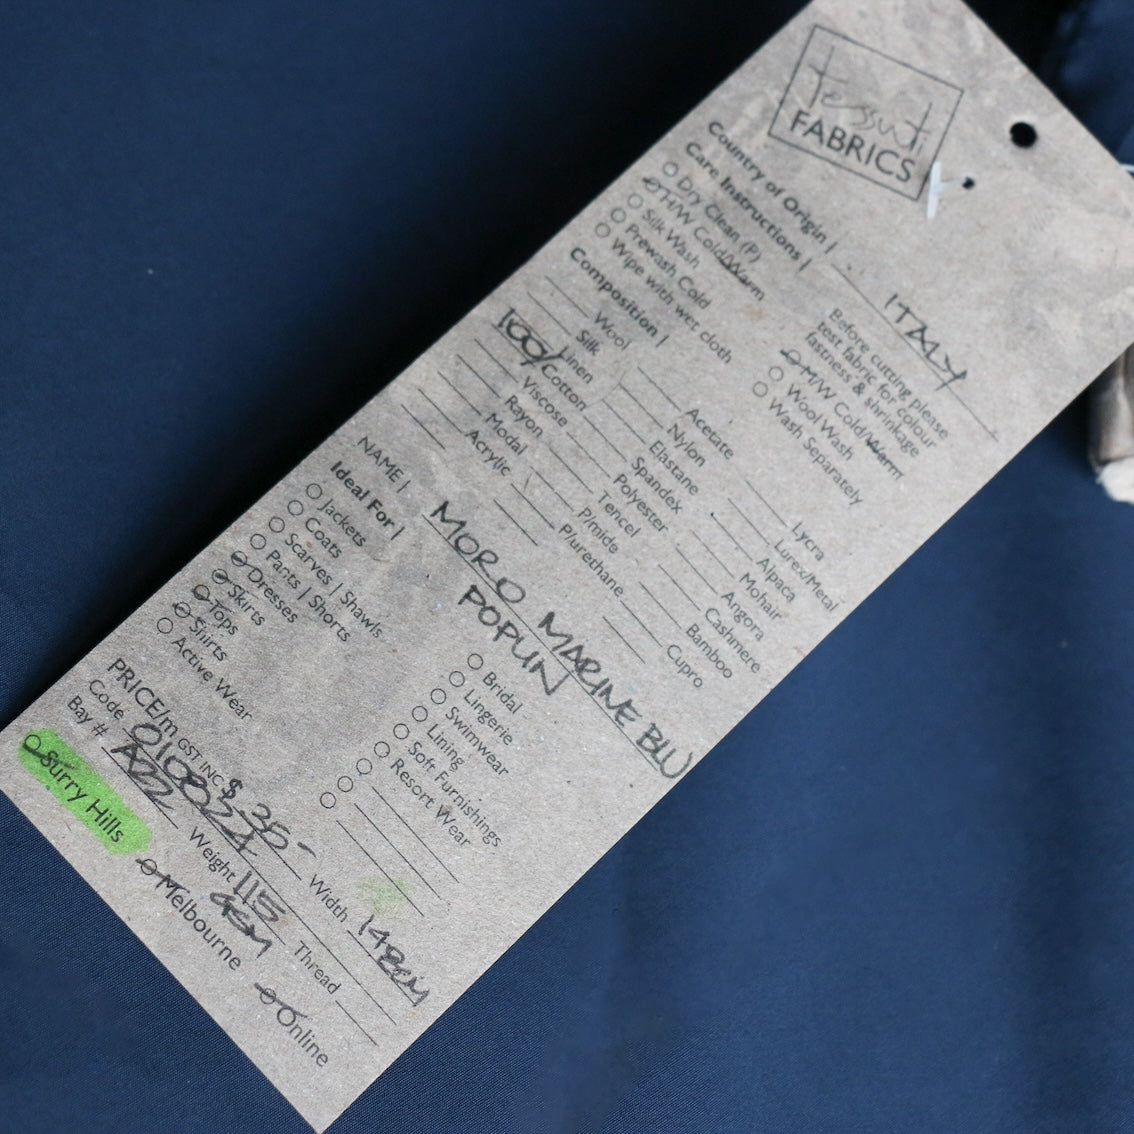 tessuti
FABRICS
Country of Origin | ITALY
Care Instructions |
Before cutting please
test fabric for colour
fastness & shrinkage
Dry Clean (P)
H/W Cold/Warm
Silk Wash
Prewash Cold
Wipe with wet cloth
M/W Cold/Warm
Wool Wash
Wash Separately
Composition |
Wool
Silk
Linen
100/ Cotton
Viscose
Rayon
Modal
Acrylic
Acetate
Nylon
Elastane
Spandex
Polyester
Tencel
P/mide
P/urethane
Lycra
Lurex/Metal
Alpaca
Mohair
Angora
Cashmere
Bamboo
Cupro
NAME | MORO MARINE BLU
POPLIN
Ideal For |
Jackets
Coats
Scarves | Shawls
Pants | Shorts
Dresses
Skirts
Tops
Shirts
Active Wear
Bridal
Lingerie
Swimwear
Lining
Soft Furnishings
Resort Wear
PRICE/m GST INC $ 35-
Width 148cm
Code
Bay # A22
Weight 115
GSM
Thread
Surry Hills
Melbourne
Online